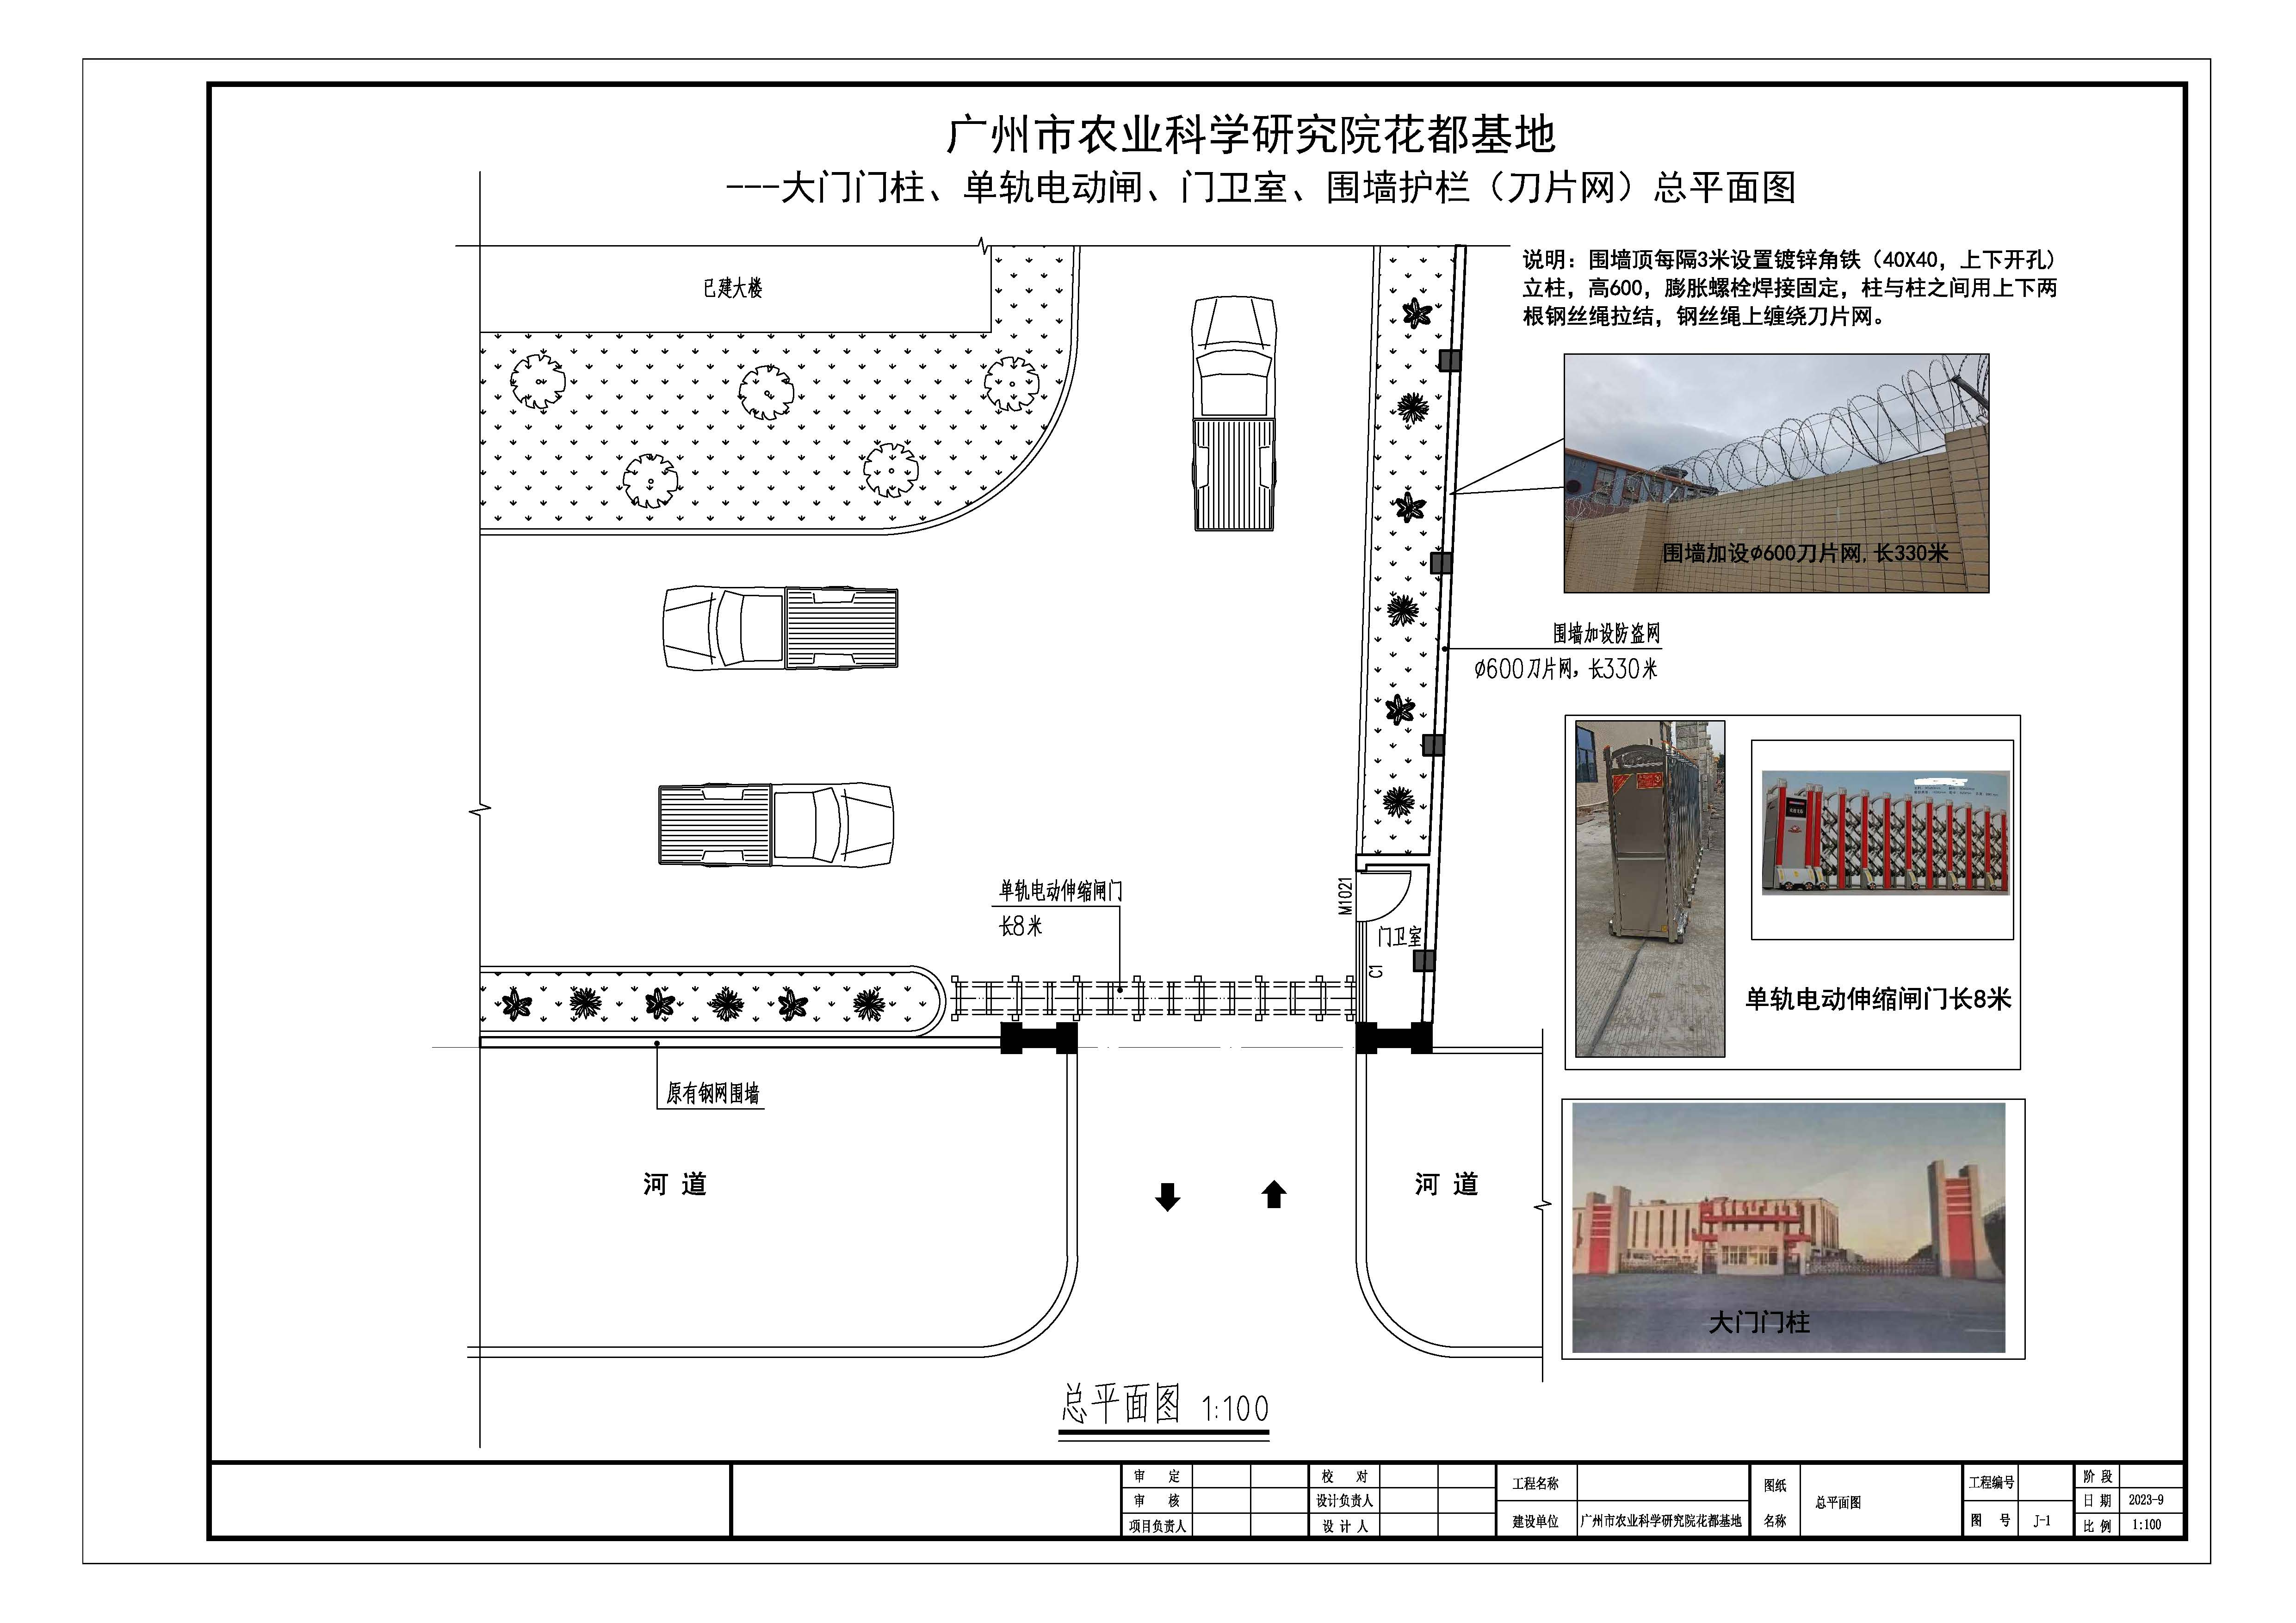 广州市农业科学研究院花都基地
---大门门柱、单轨电动闸、门卫室、围墙护栏（刀片网）总平面图
说明：围墙顶每隔3米设置镀锌角铁（40X40，上下开孔）
立柱，高600，膨胀螺栓焊接固定，柱与柱之间用上下两
根钢丝绳拉结，钢丝绳上缠绕刀片网。
已建大楼
围墙加设φ600刀片网,长330米
围墙加设防盗网
φ600刀片网，长330米
单轨电动伸缩闸门
长8米
M1021
门卫室
C1
单轨电动伸缩闸门长8米
原有钢网围墙
河 道
河 道
大门门柱
总平面图 1:100
审 定
审 核
项目负责人
校 对
设计负责人
设 计 人
工程名称
建设单位
广州市农业科学研究院花都基地
图纸
名称
总平面图
工程编号
图 号
J-1
阶 段
日 期
2023-9
比 例
1:100